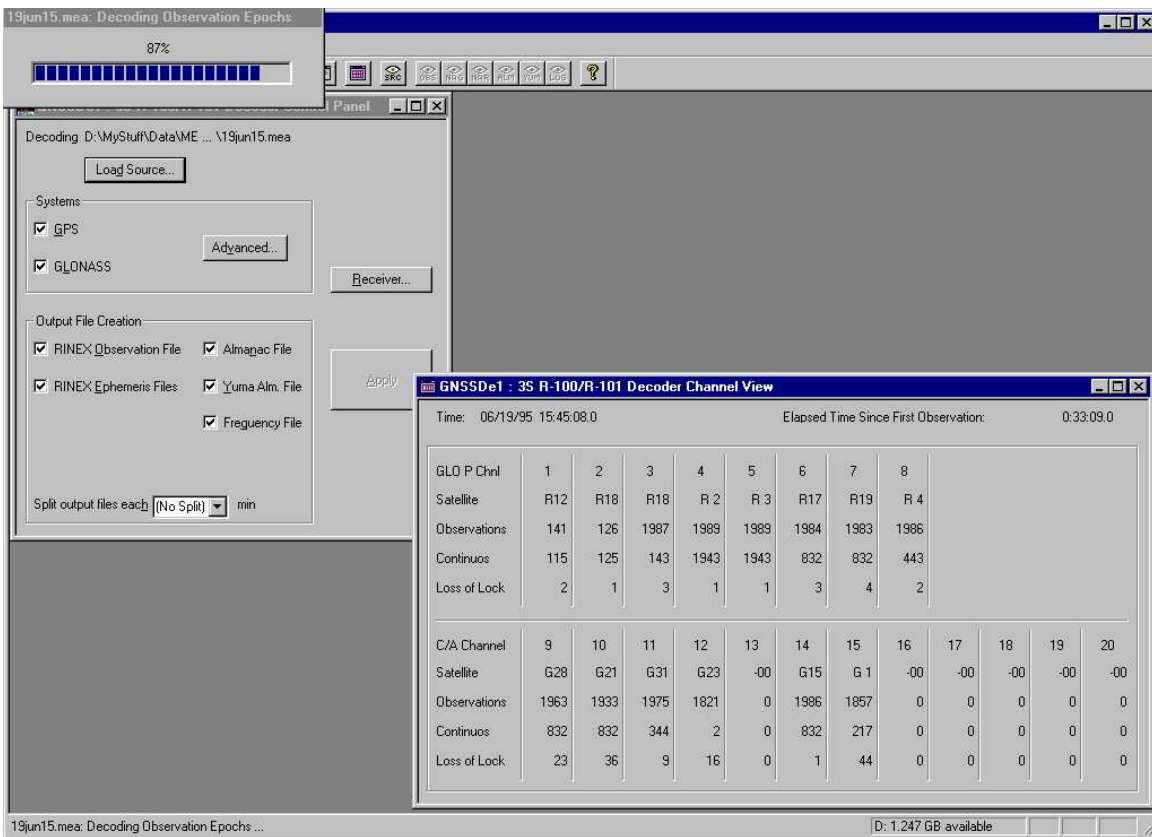 19jun15.mea: Decoding Observation Epochs
87%
SRC OBS NAG NAR ALM YUM LOG ?
Panel
Decoding D:\MyStuff\Data\ME ... \19jun15.mea
Load Source...
Systems
GPS
Advanced...
GLONASS
Receiver...
Output File Creation
RINEX Observation File Almanac File
RINEX Ephemeris Files Yuma Alm. File
Apply
Frequency File
Split output files each (No Split) min
GNSSDe1 : 3S R-100/R-101 Decoder Channel View
Time: 06/19/95 15:45:08.0 Elapsed Time Since First Observation: 0:33:09.0
GLO P Chnl 1 2 3 4 5 6 7 8
Satellite R12 R18 R18 R 2 R 3 R17 R19 R 4
Observations 141 126 1987 1989 1989 1984 1983 1986
Continuos 115 125 143 1943 1943 832 832 443
Loss of Lock 2 1 3 1 1 3 4 2
C/A Channel 9 10 11 12 13 14 15 16 17 18 19 20
Satellite G28 G21 G31 G23 -00 G15 G 1 -00 -00 -00 -00 -00
Observations 1963 1933 1975 1821 0 1986 1857 0 0 0 0 0
Continuos 832 832 344 2 0 832 217 0 0 0 0 0
Loss of Lock 23 36 9 16 0 1 44 0 0 0 0 0
19jun15.mea: Decoding Observation Epochs ... D: 1.247 GB available